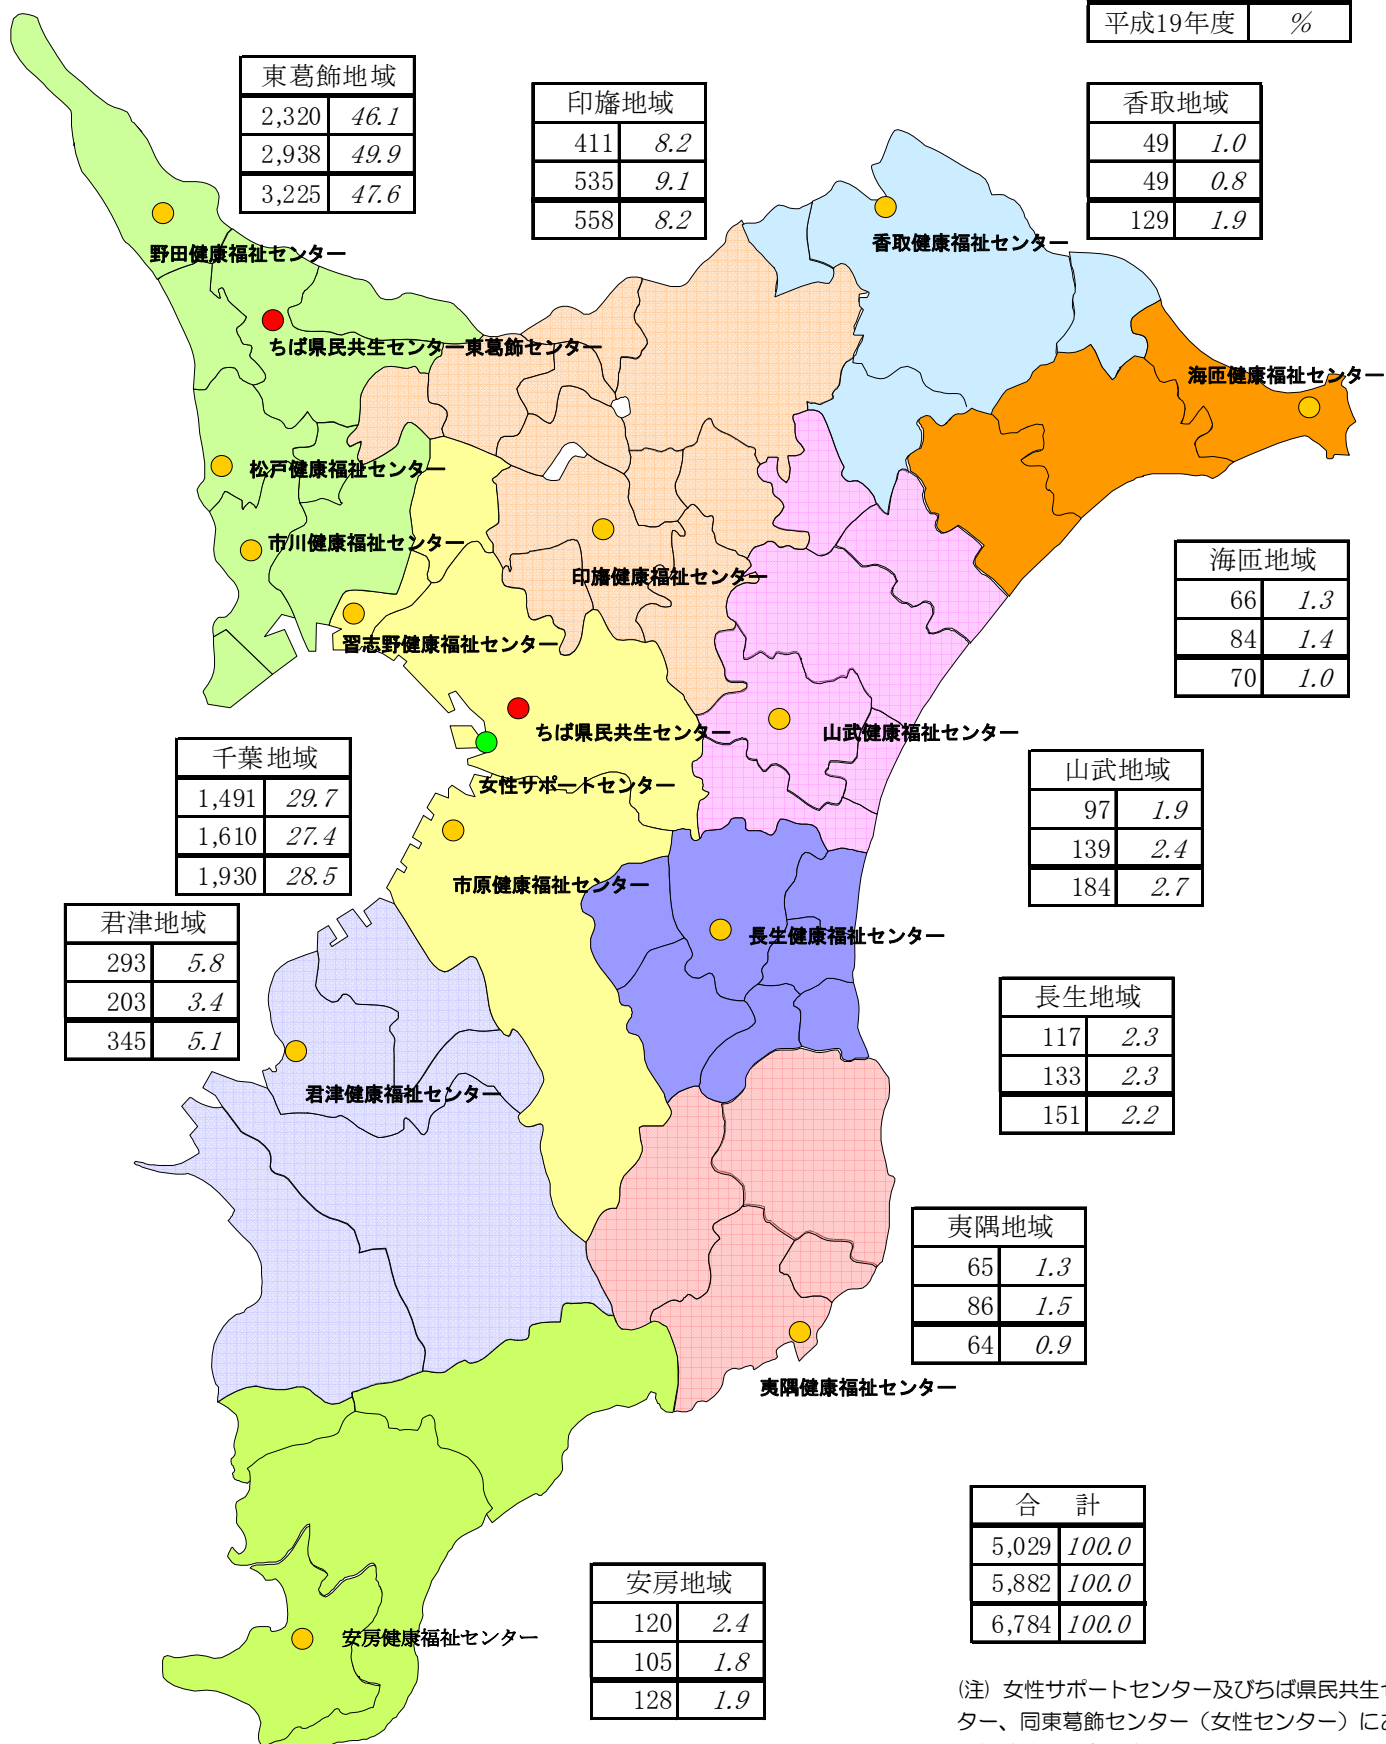 平成19年度 %
東葛飾地域
2,320 46.1
2,938 49.9
3,225 47.6
印旛地域
411 8.2
535 9.1
558 8.2
香取地域
49 1.0
49 0.8
129 1.9
野田健康福祉センター
香取健康福祉センター
ちば県民共生センター東葛飾センター
海匝健康福祉センター
松戸健康福祉センター
市川健康福祉センター
印旛健康福祉センター
海匝地域
66 1.3
84 1.4
70 1.0
習志野健康福祉センター
ちば県民共生センター
山武健康福祉センター
女性サポートセンター
千葉地域
1,491 29.7
1,610 27.4
1,930 28.5
山武地域
97 1.9
139 2.4
184 2.7
市原健康福祉センター
君津地域
293 5.8
203 3.4
345 5.1
長生健康福祉センター
長生地域
117 2.3
133 2.3
151 2.2
君津健康福祉センター
夷隅地域
65 1.3
86 1.5
64 0.9
夷隅健康福祉センター
合 計
5,029 100.0
5,882 100.0
6,784 100.0
安房地域
120 2.4
105 1.8
128 1.9
安房健康福祉センター
(注) 女性サポートセンター及びちば県民共生セ
ター、同東葛飾センター（女性センター）にお